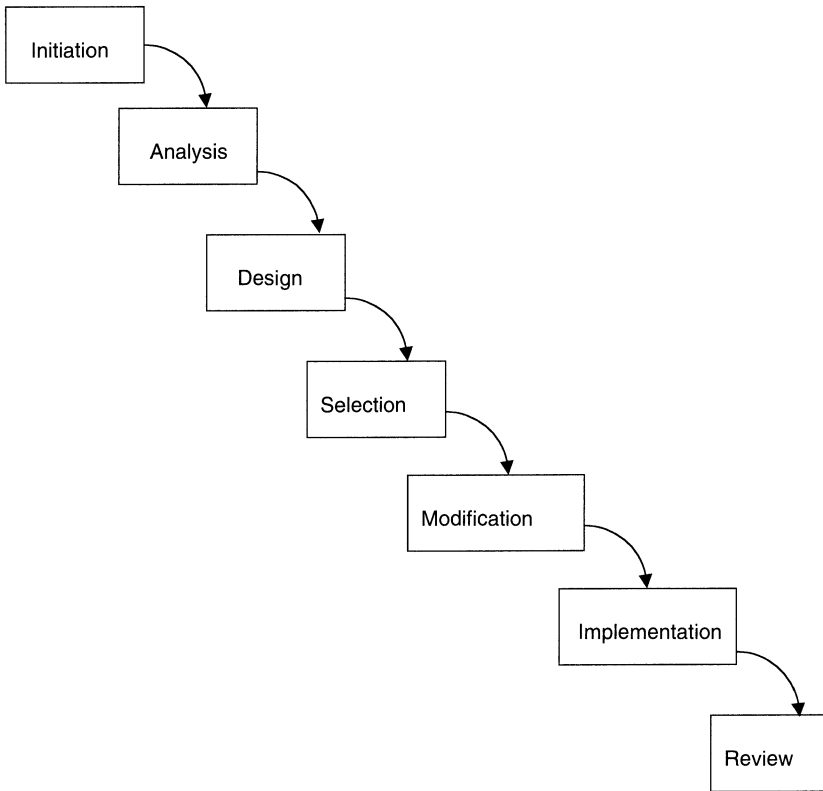 Initiation
Analysis
Design
Selection
Modification
Implementation
Review